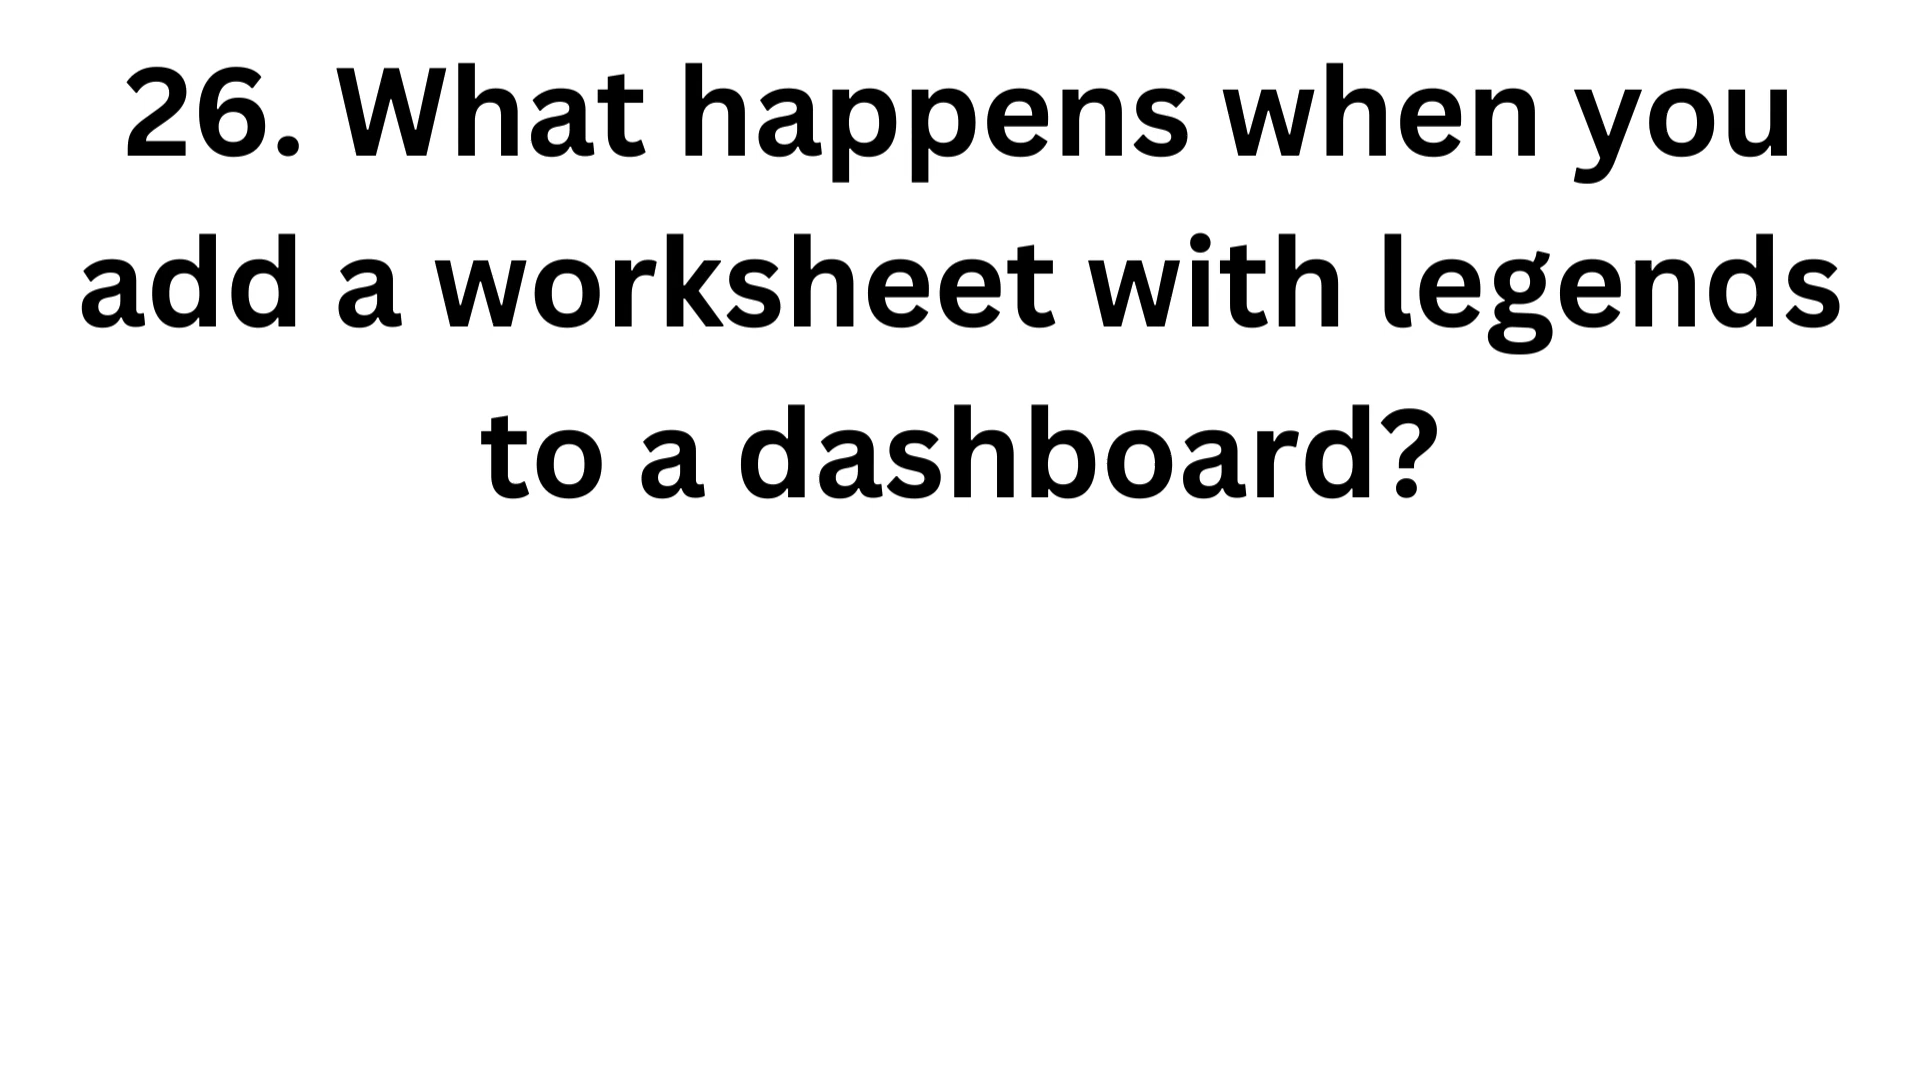 26. What happens when you
add a worksheet with legends
to a dashboard?